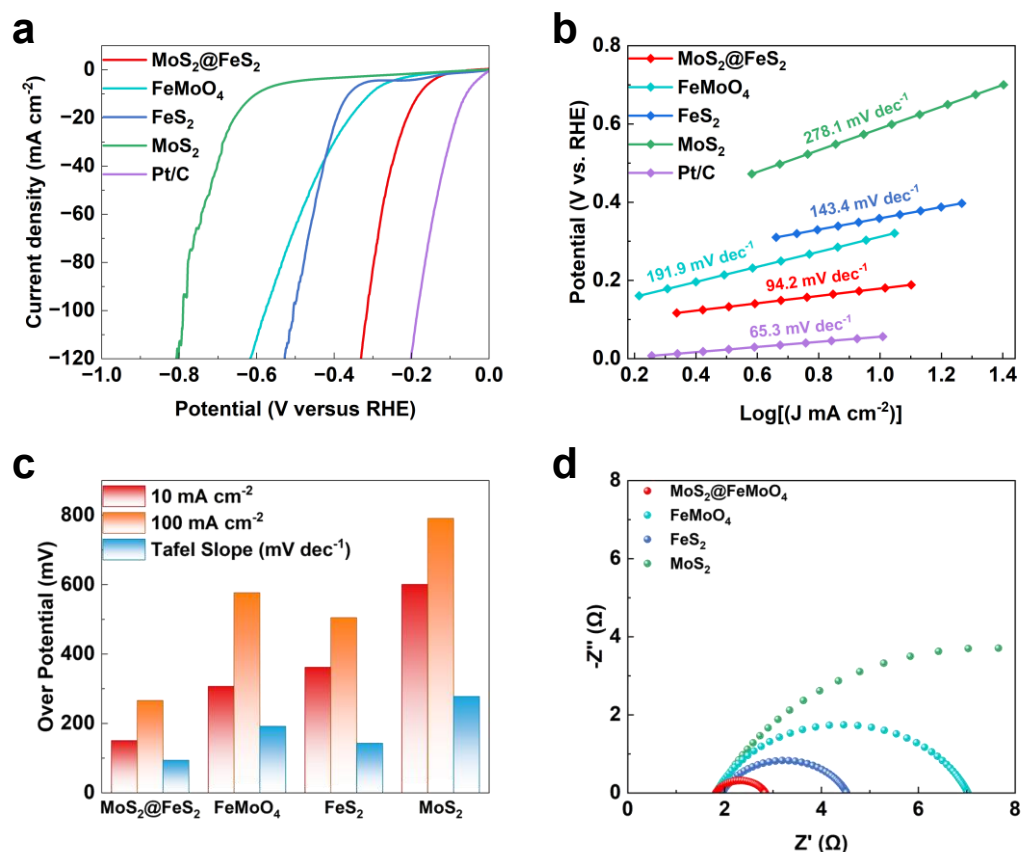 a
MoS₂@FeS₂
FeMoO₄
FeS₂
MoS₂
Pt/C
0
−20
−40
−60
−80
−100
−120
−1.0
−0.8
−0.6
−0.4
−0.2
0.0
Current density (mA cm⁻²)
Potential (V versus RHE)
b
MoS₂@FeS₂
FeMoO₄
FeS₂
MoS₂
Pt/C
278.1 mV dec⁻¹
143.4 mV dec⁻¹
191.9 mV dec⁻¹
94.2 mV dec⁻¹
65.3 mV dec⁻¹
0.8
0.6
0.4
0.2
0.0
0.2
0.4
0.6
0.8
1.0
1.2
1.4
Potential (V vs. RHE)
Log[(J mA cm⁻²)]
c
10 mA cm⁻²
100 mA cm⁻²
Tafel Slope (mV dec⁻¹)
800
600
400
200
0
Over Potential (mV)
MoS₂@FeS₂
FeMoO₄
FeS₂
MoS₂
d
MoS₂@FeMoO₄
FeMoO₄
FeS₂
MoS₂
8
6
4
2
0
0
2
4
6
8
-Z'' (Ω)
Z' (Ω)